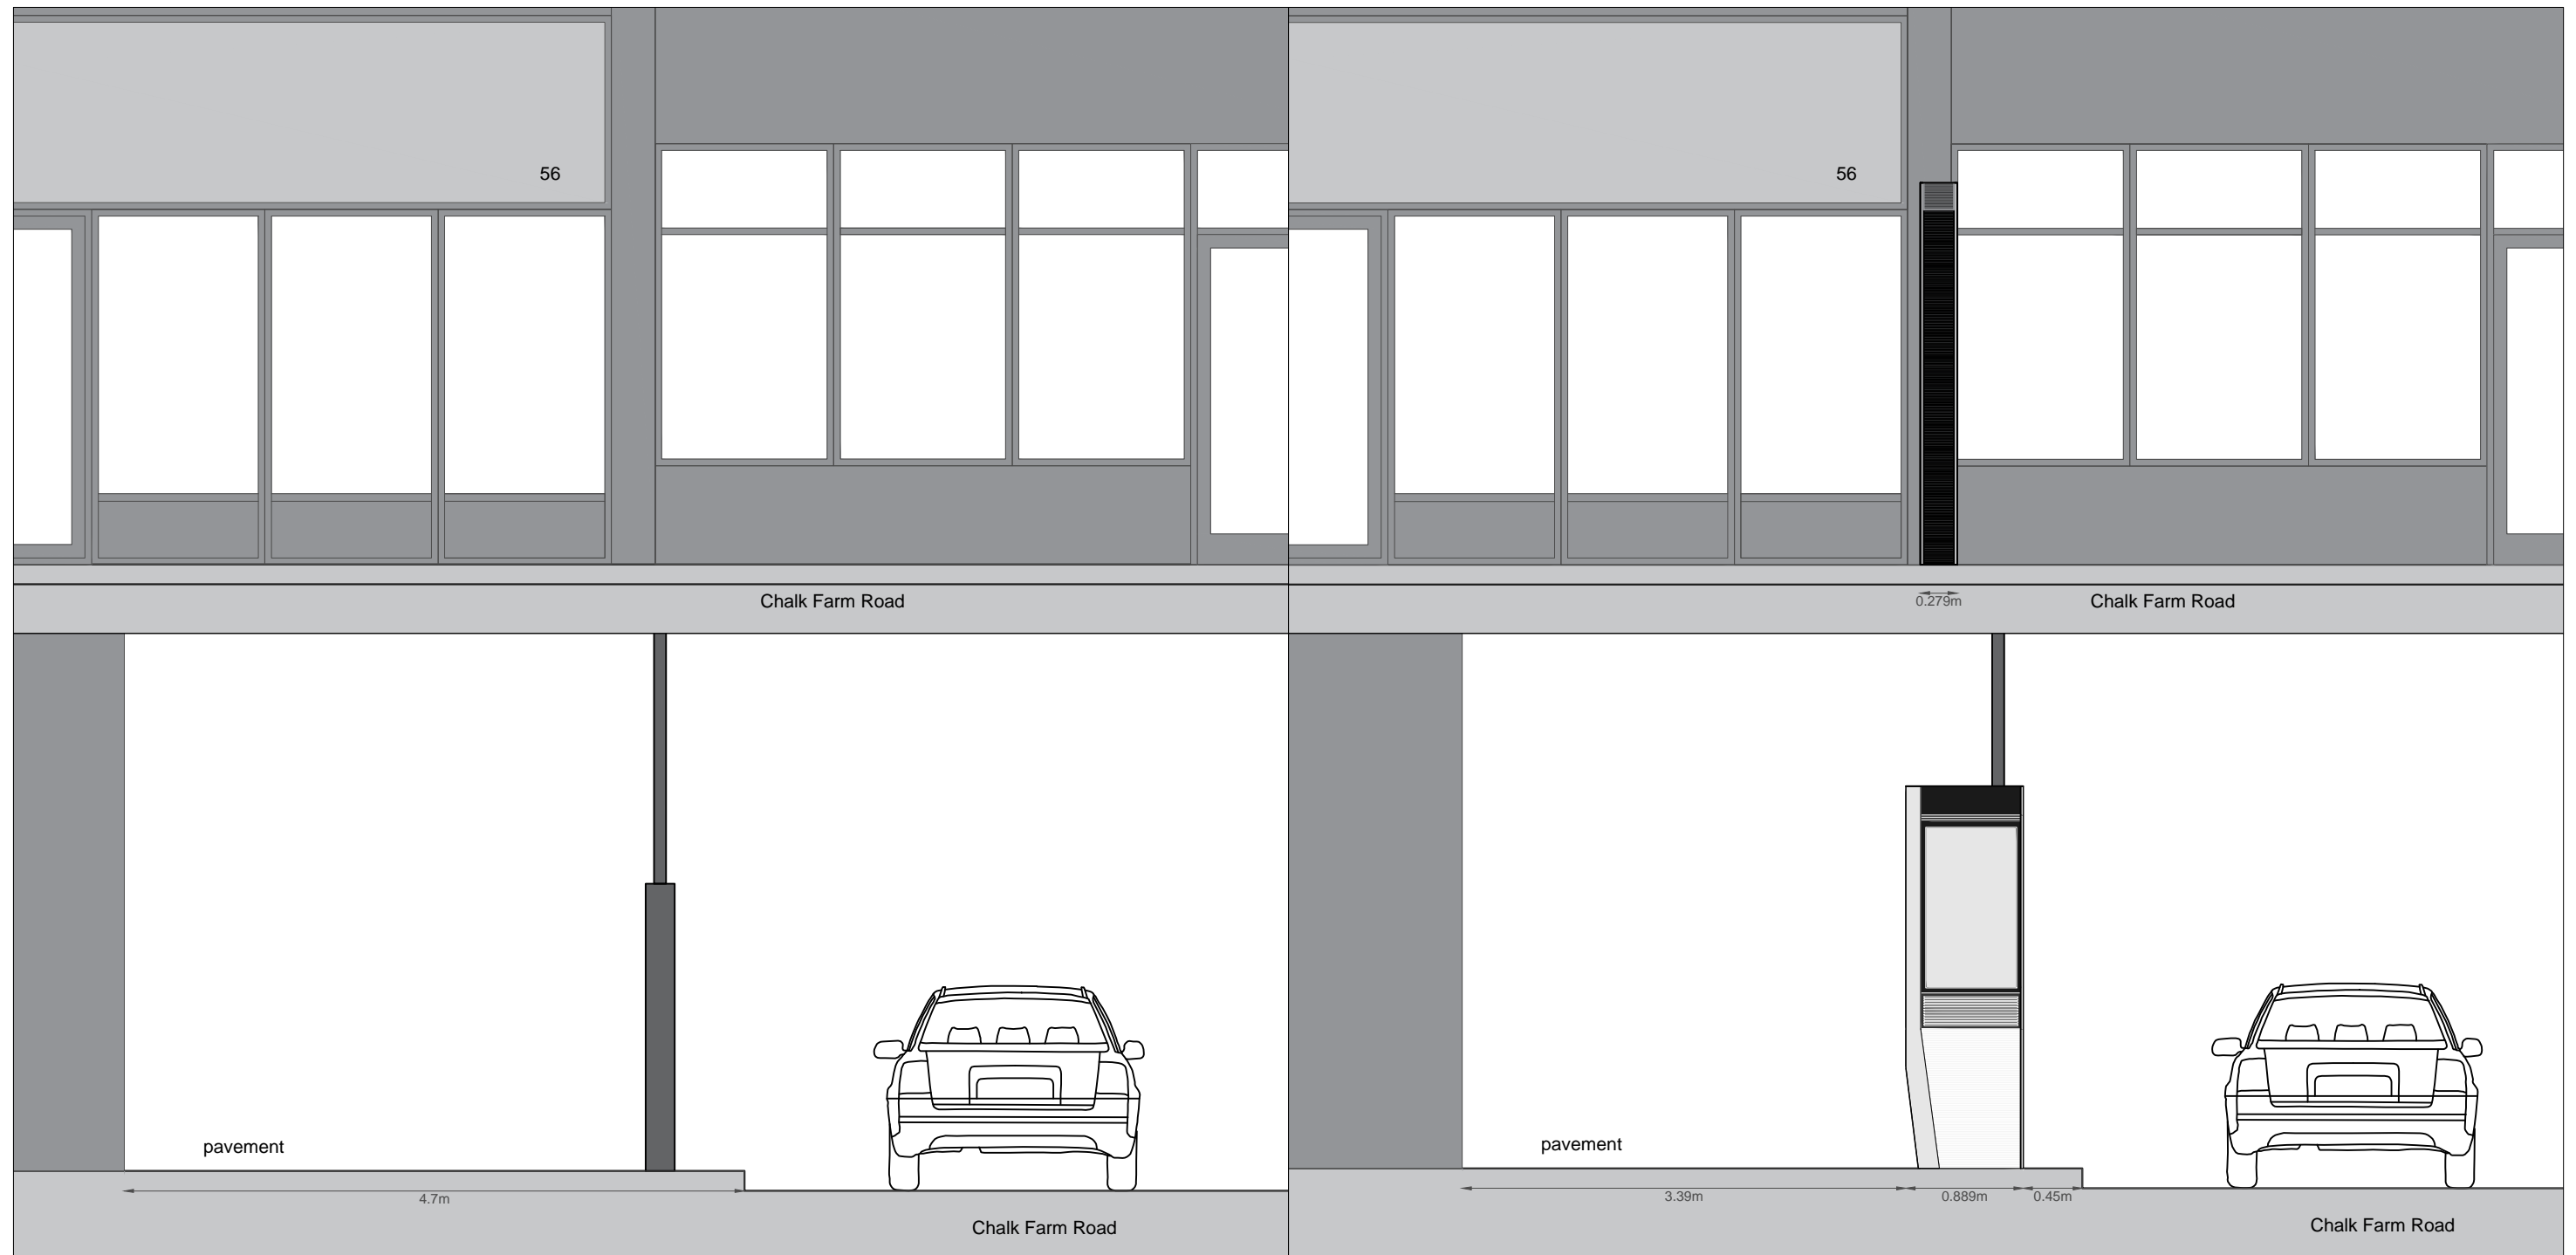 56
56
Chalk Farm Road
0.279m
Chalk Farm Road
pavement
4.7m
Chalk Farm Road
pavement
3.39m
0.889m
0.45m
Chalk Farm Road